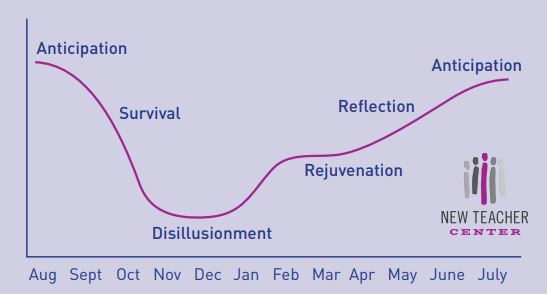 Anticipation
Anticipation
Survival
Reflection
Rejuvenation
Disillusionment
NEW TEACHER
CENTER
Aug Sept Oct Nov Dec Jan Feb Mar Apr May June July